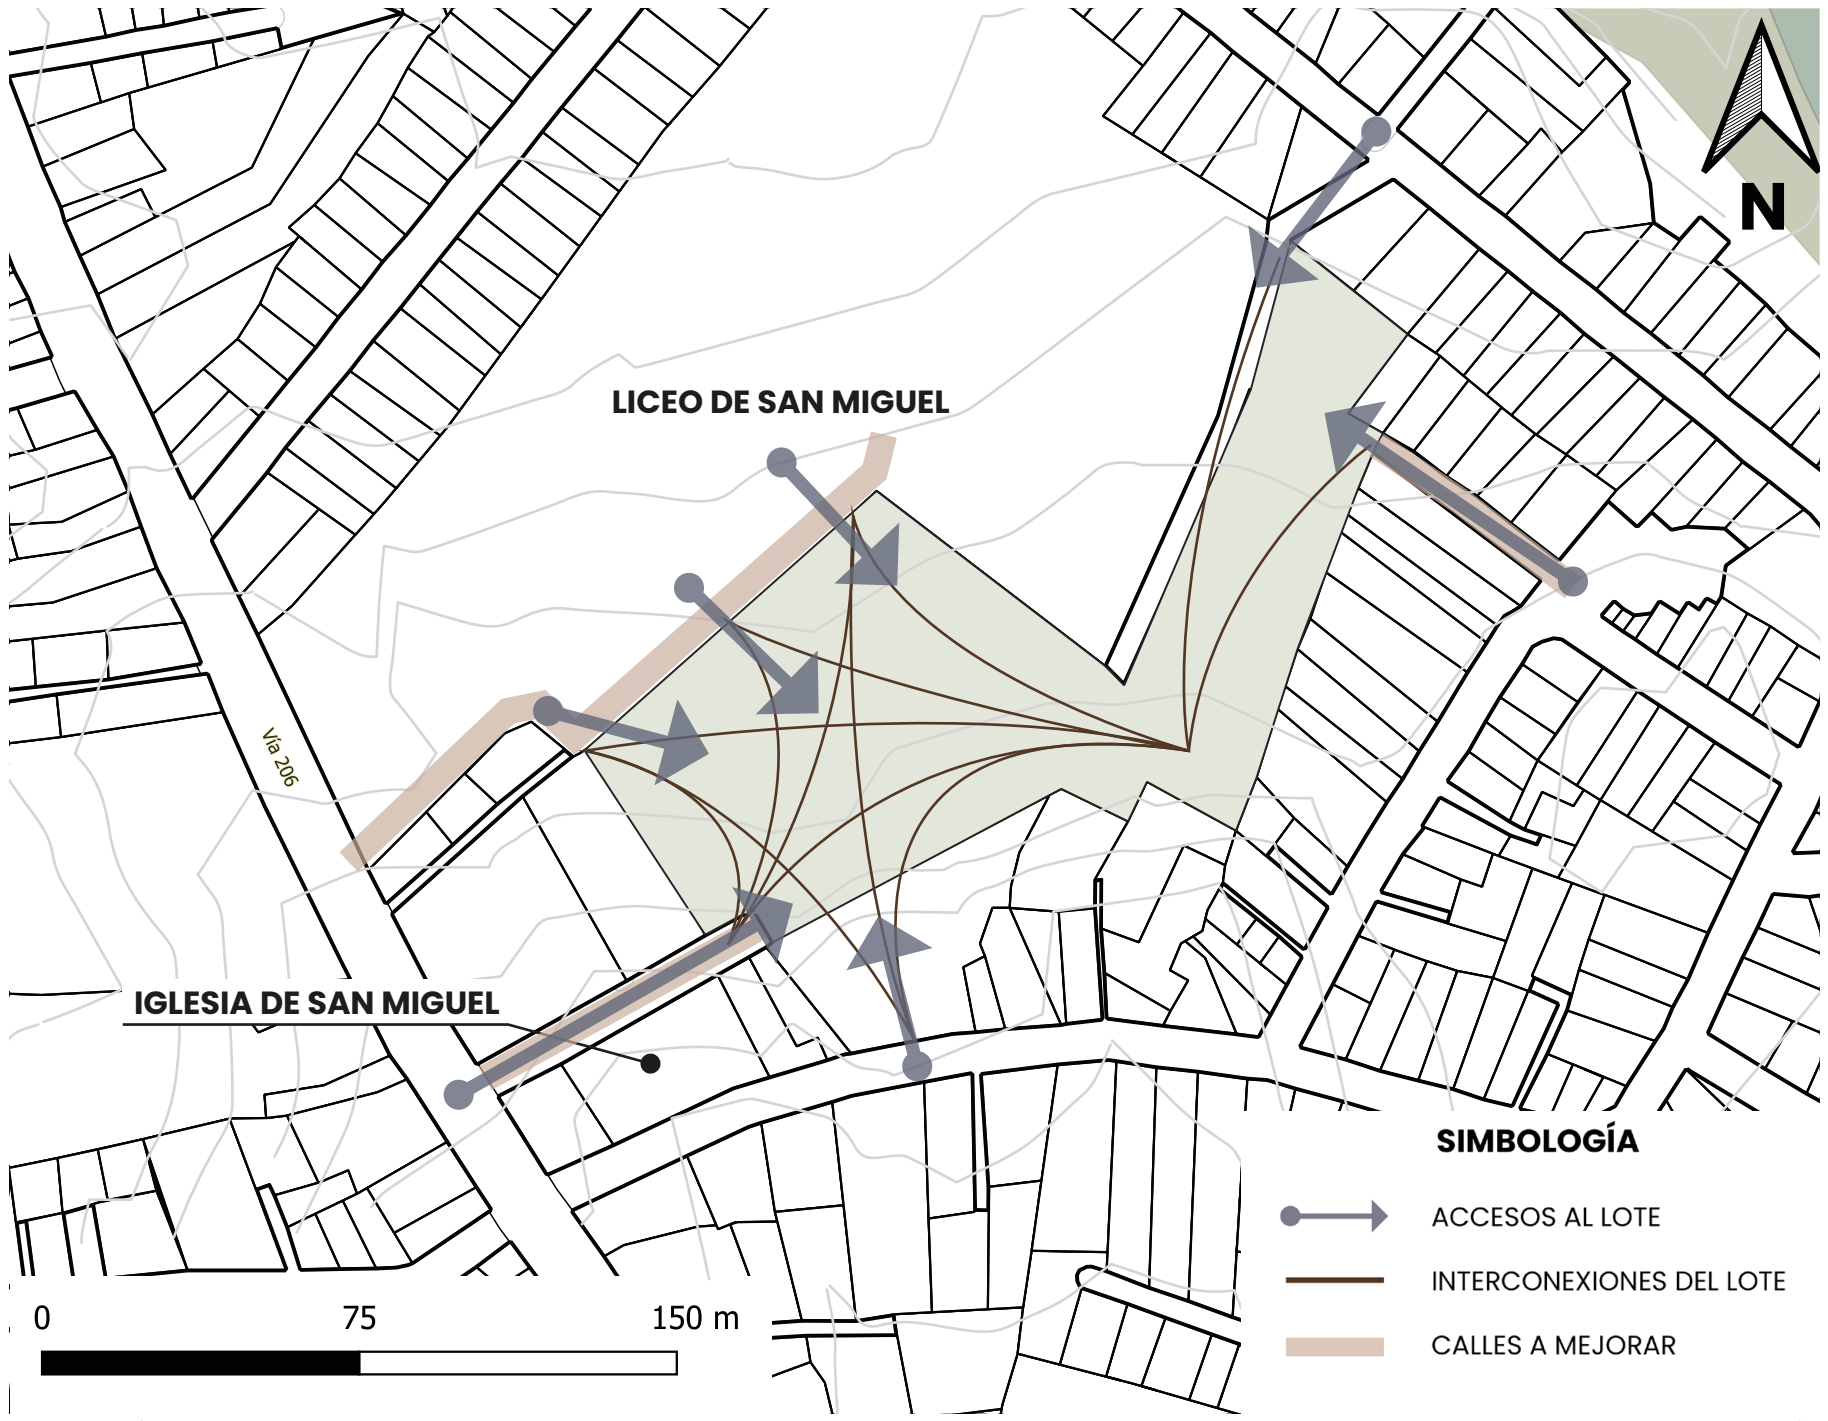 N
LICEO DE SAN MIGUEL
Vía 206
IGLESIA DE SAN MIGUEL
SIMBOLOGÍA
ACCESOS AL LOTE
INTERCONEXIONES DEL LOTE
CALLES A MEJORAR
0 75 150 m